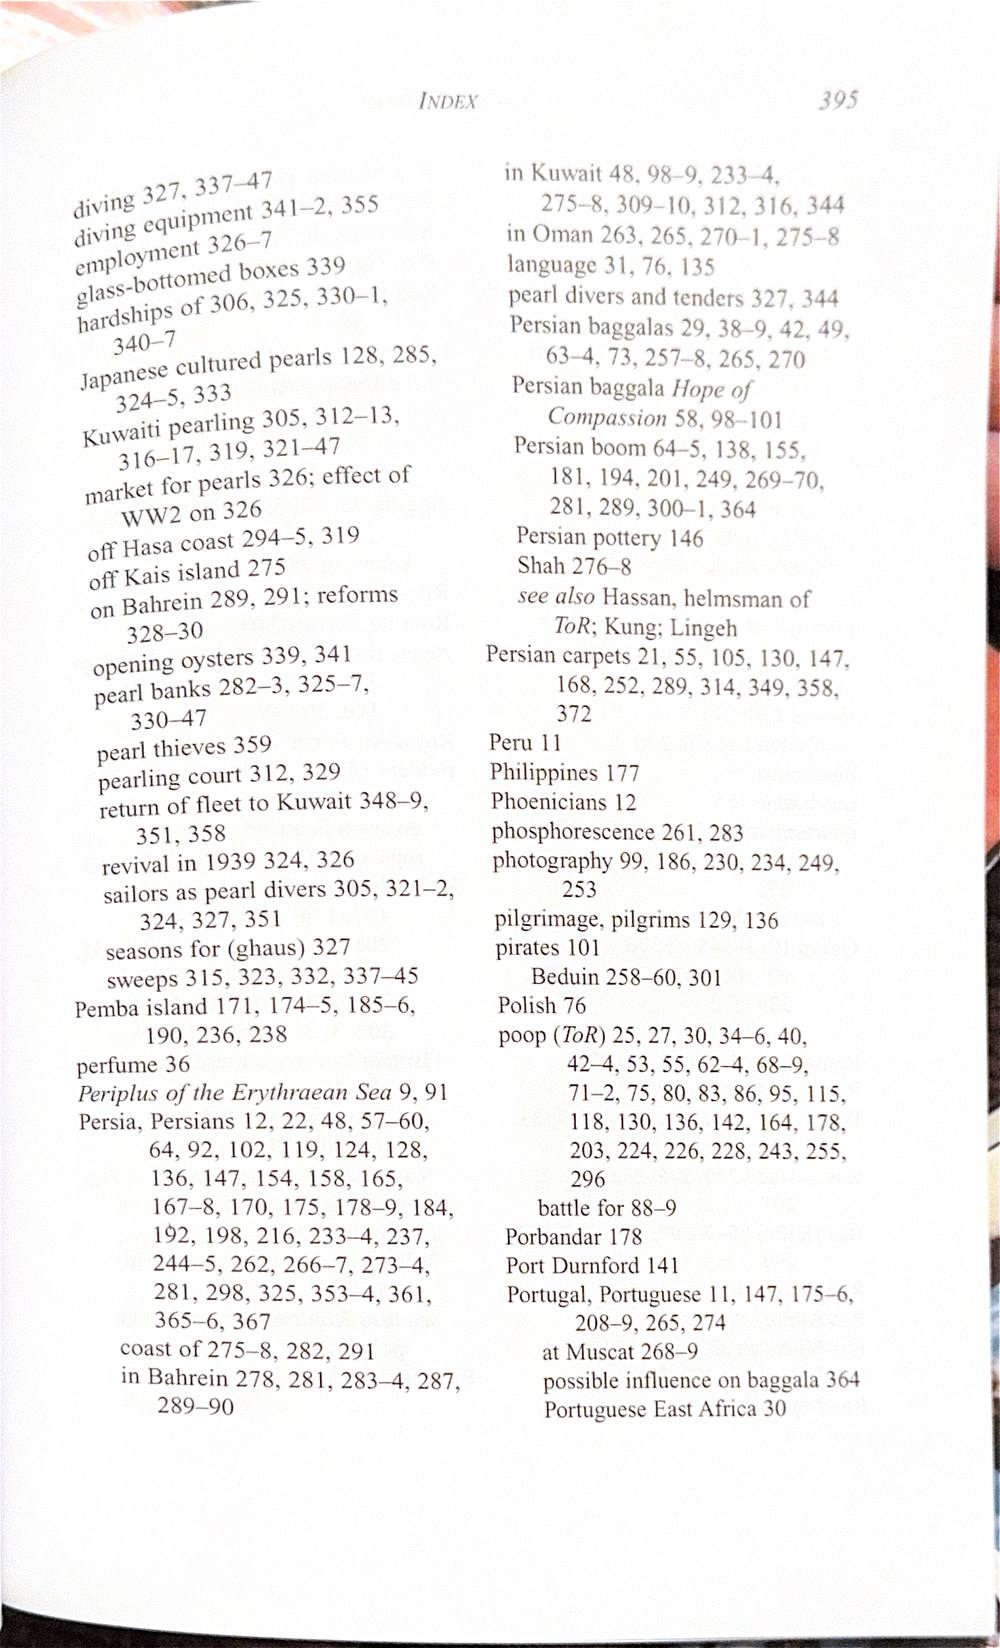 INDEX
395
diving 327, 337–47
diving equipment 341–2, 355
employment 326–7
glass-bottomed boxes 339
hardships of 306, 325, 330–1,
340–7
Japanese cultured pearls 128, 285,
324–5, 333
Kuwaiti pearling 305, 312–13,
316–17, 319, 321–47
market for pearls 326; effect of
WW2 on 326
off Hasa coast 294–5, 319
off Kais island 275
on Bahrein 289, 291; reforms
328–30
opening oysters 339, 341
pearl banks 282–3, 325–7,
330–47
pearl thieves 359
pearling court 312, 329
return of fleet to Kuwait 348–9,
351, 358
revival in 1939 324, 326
sailors as pearl divers 305, 321–2,
324, 327, 351
seasons for (ghaus) 327
sweeps 315, 323, 332, 337–45
Pemba island 171, 174–5, 185–6,
190, 236, 238
perfume 36
Periplus of the Erythraean Sea 9, 91
Persia, Persians 12, 22, 48, 57–60,
64, 92, 102, 119, 124, 128,
136, 147, 154, 158, 165,
167–8, 170, 175, 178–9, 184,
192, 198, 216, 233–4, 237,
244–5, 262, 266–7, 273–4,
281, 298, 325, 353–4, 361,
365–6, 367
coast of 275–8, 282, 291
in Bahrein 278, 281, 283–4, 287,
289–90
in Kuwait 48, 98–9, 233–4,
275–8, 309–10, 312, 316, 344
in Oman 263, 265, 270–1, 275–8
language 31, 76, 135
pearl divers and tenders 327, 344
Persian baggalas 29, 38–9, 42, 49,
63–4, 73, 257–8, 265, 270
Persian baggala Hope of
Compassion 58, 98–101
Persian boom 64–5, 138, 155,
181, 194, 201, 249, 269–70,
281, 289, 300–1, 364
Persian pottery 146
Shah 276–8
see also Hassan, helmsman of
ToR; Kung; Lingeh
Persian carpets 21, 55, 105, 130, 147,
168, 252, 289, 314, 349, 358,
372
Peru 11
Philippines 177
Phoenicians 12
phosphorescence 261, 283
photography 99, 186, 230, 234, 249,
253
pilgrimage, pilgrims 129, 136
pirates 101
Beduin 258–60, 301
Polish 76
poop (ToR) 25, 27, 30, 34–6, 40,
42–4, 53, 55, 62–4, 68–9,
71–2, 75, 80, 83, 86, 95, 115,
118, 130, 136, 142, 164, 178,
203, 224, 226, 228, 243, 255,
296
battle for 88–9
Porbandar 178
Port Durnford 141
Portugal, Portuguese 11, 147, 175–6,
208–9, 265, 274
at Muscat 268–9
possible influence on baggala 364
Portuguese East Africa 30